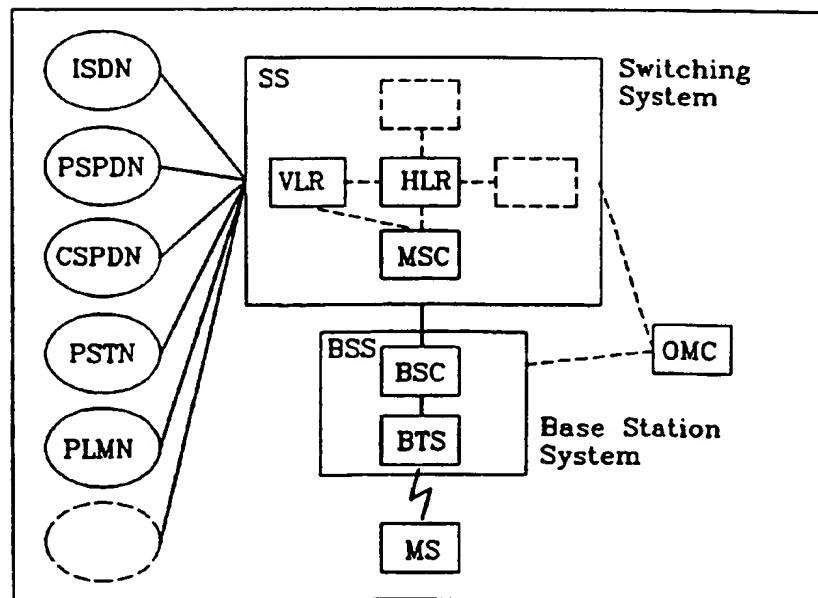 ISDN
PSPDN
CSPDN
PSTN
PLMN
SS
VLR
HLR
MSC
Switching
System
BSS
BSC
BTS
Base Station
System
OMC
MS